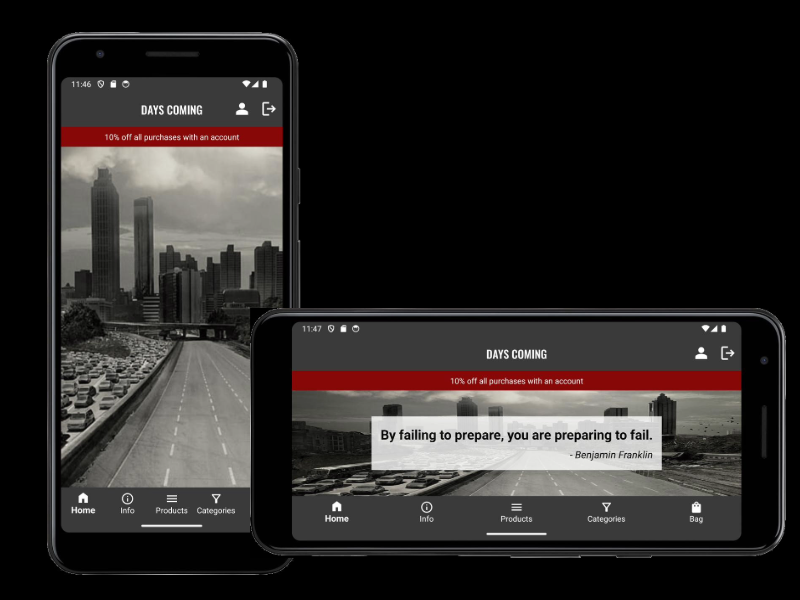 11:46
DAYS COMING
10% off all purchases with an account
Home
Info
Products
Categories
11:47
DAYS COMING
10% off all purchases with an account
By failing to prepare, you are preparing to fail.
- Benjamin Franklin
Home
Info
Products
Categories
Bag